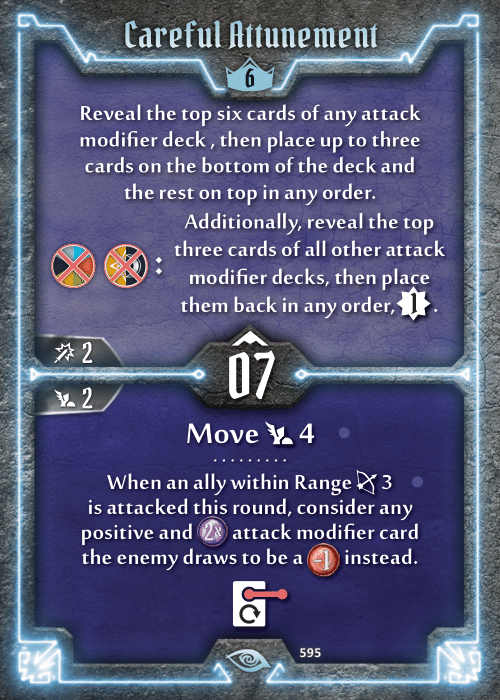 Careful Attunement
6
Reveal the top six cards of any attack
modifier deck , then place up to three
cards on the bottom of the deck and
the rest on top in any order.
Additionally, reveal the top
: three cards of all other attack
modifier decks, then place
them back in any order, 1 .
2
07
2
Move 4
When an ally within Range 3
is attacked this round, consider any
positive and 2x attack modifier card
the enemy draws to be a -1 instead.
595